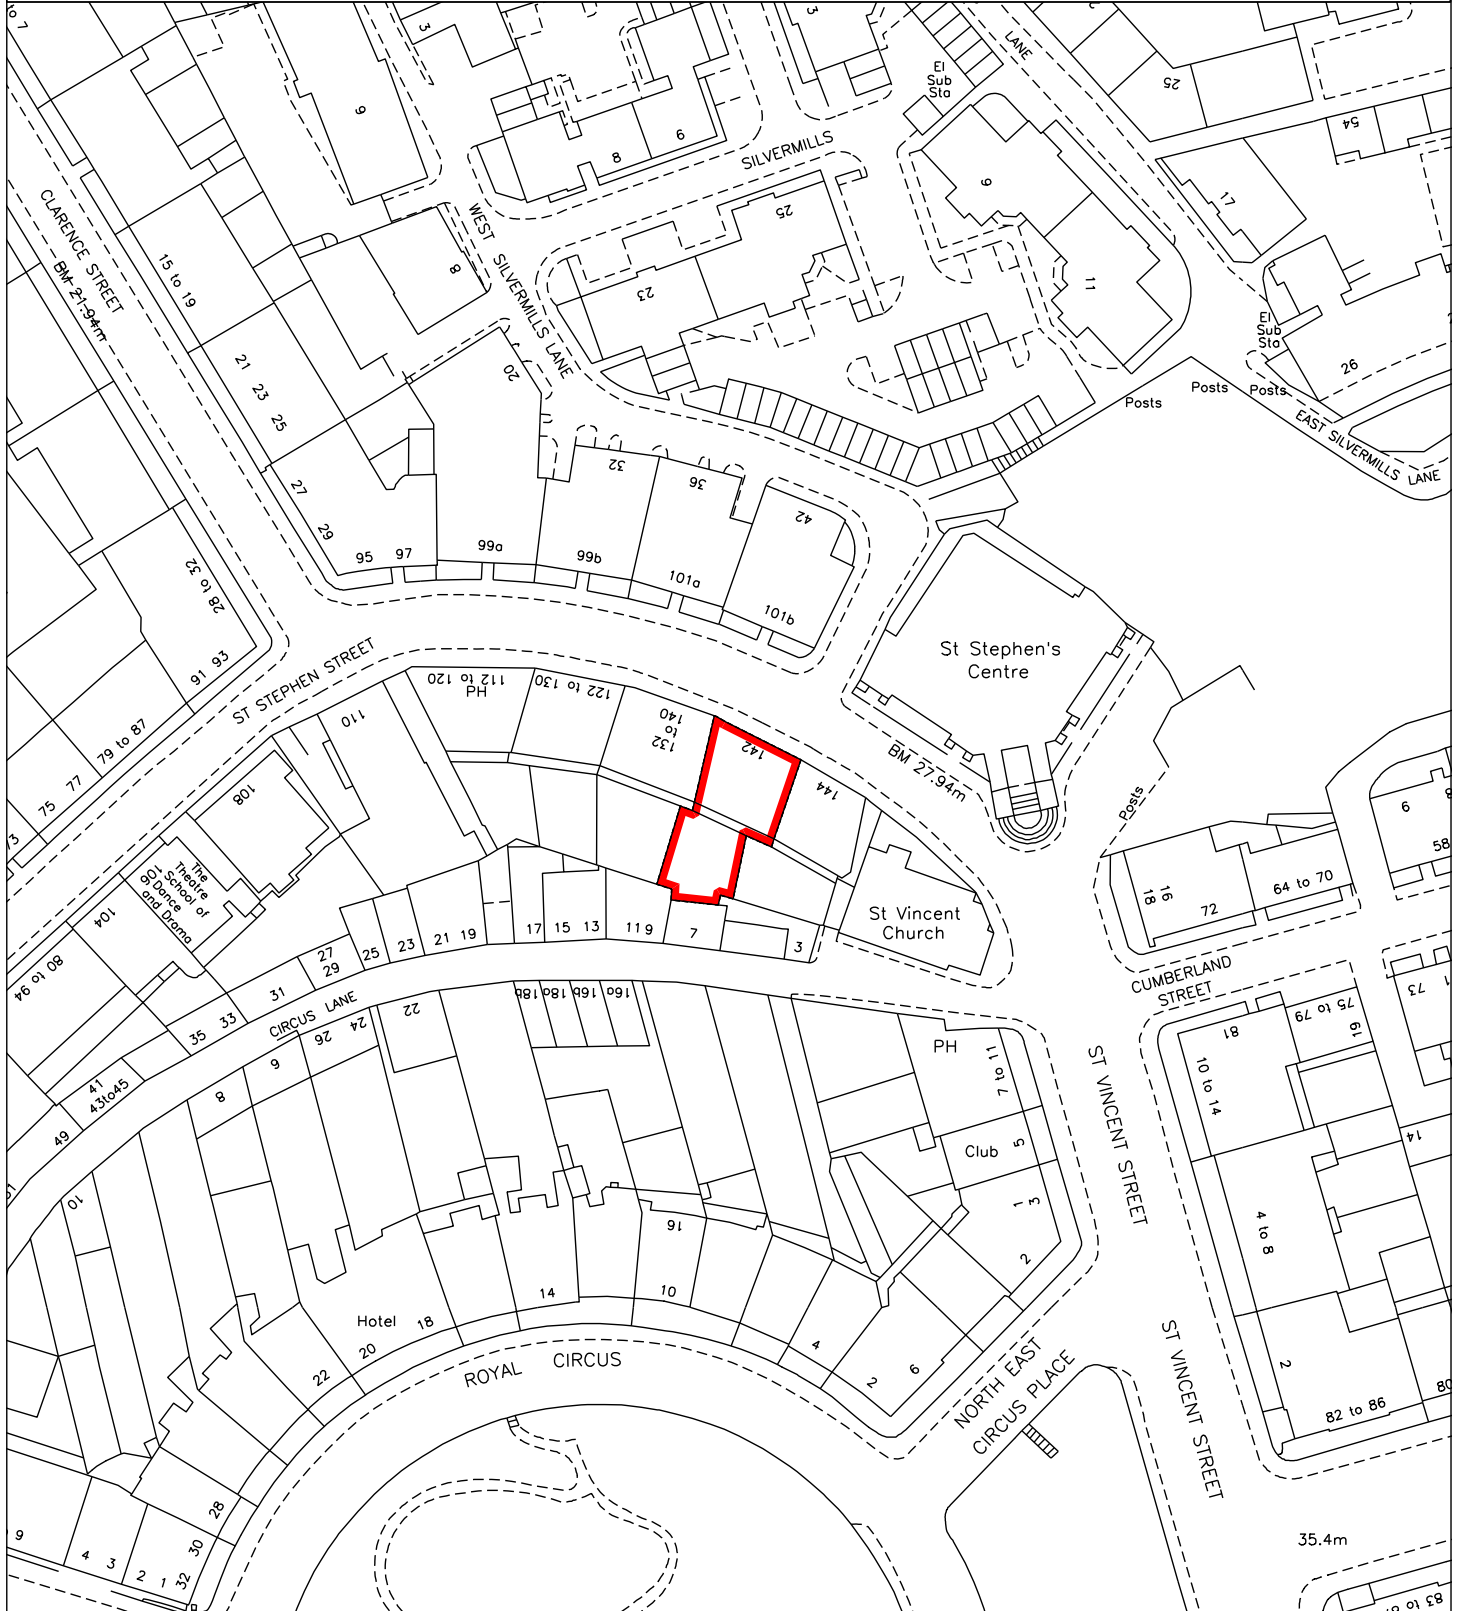 to 7
3
3
LANE
2
25
El
Sub
Sta
9
8
9
SILVERMILLS
54
9
17
CLARENCE STREET
BM 21.94m
WEST SILVERMILLS LANE
25
15 to 19
8
23
11
El
Sub
Sta
26
21
23
25
20
Posts
Posts
Posts
EAST SILVERMILLS LANE
27
29
32
36
42
95
97
99a
99b
101a
101b
28 to 32
91 93
St Stephen's
Centre
ST STEPHEN STREET
112 to 120
PH
122 to 130
132
to
140
142
144
110
79 to 87
75 77
73
BM 27.94m
Posts
108
6
58
The
Theatre
School of
Dance
and Drama
106
104
80 to 94
16
18
72
64 to 70
St Vincent
Church
17
15
13
11
9
7
3
27
29
25
23
21
19
31
33
35
CIRCUS LANE
CUMBERLAND
STREET
73
1
75 to 79
19
81
22
24
26
9
8
18b
18a
16b
16a
PH
7 to 11
10 to 14
41
43to45
49
51
ST VINCENT STREET
5
Club
14
1
3
2
10
16
4 to 8
14
10
Hotel
18
20
22
4
2
6
ROYAL CIRCUS
NORTH EAST
CIRCUS PLACE
ST VINCENT STREET
2
82 to 86
80
28
30
32
9
4
3
2
1
35.4m